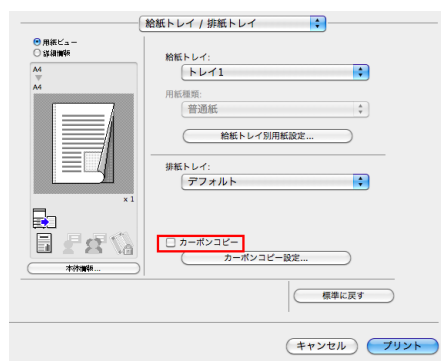 給紙トレイ / 排紙トレイ
用紙ビュー
詳細情報
A4
A4
x 1
本体情報...
給紙トレイ:
トレイ1
用紙種類:
普通紙
給紙トレイ別用紙設定...
排紙トレイ:
デフォルト
カーボンコピー
カーボンコピー設定...
標準に戻す
キャンセル
プリント